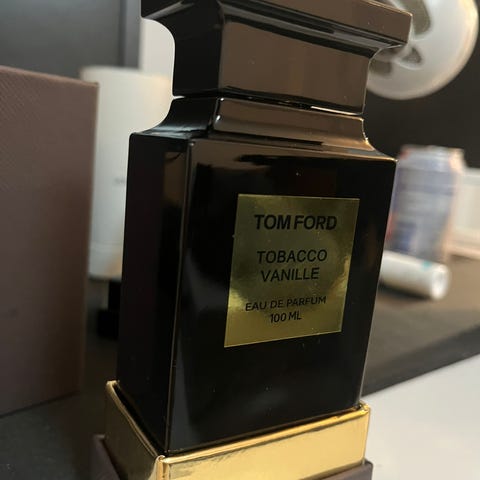 TOM FORD
TOBACCO
VANILLE
EAU DE PARFUM
100 ML